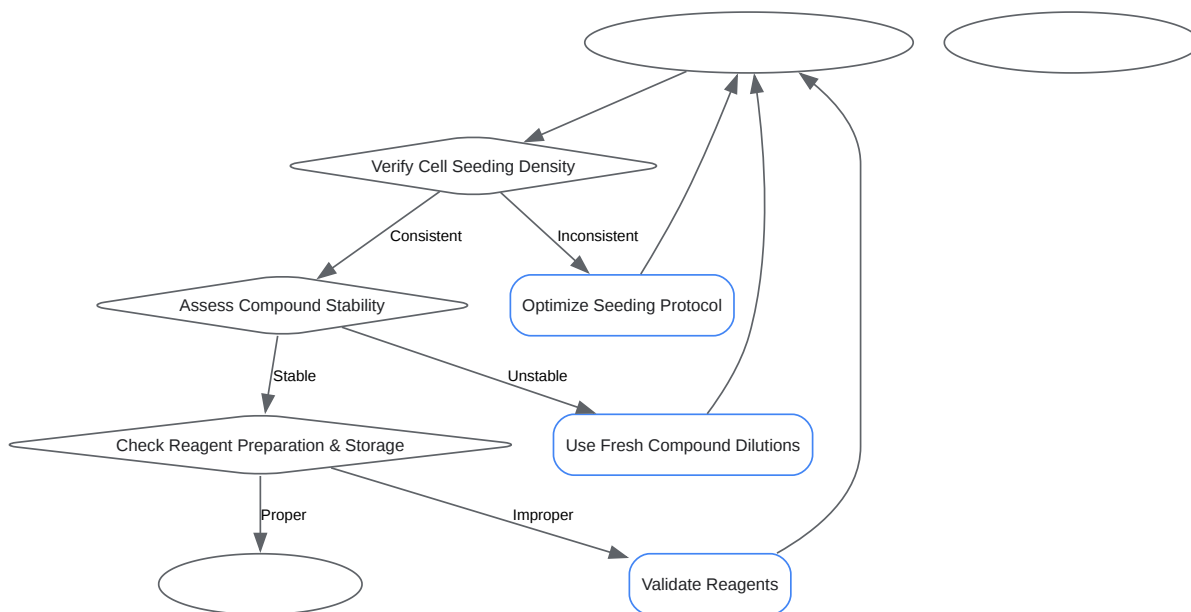 Verify Cell Seeding Density
Consistent
Inconsistent
Assess Compound Stability
Optimize Seeding Protocol
Stable
Unstable
Check Reagent Preparation & Storage
Use Fresh Compound Dilutions
Proper
Improper
Validate Reagents